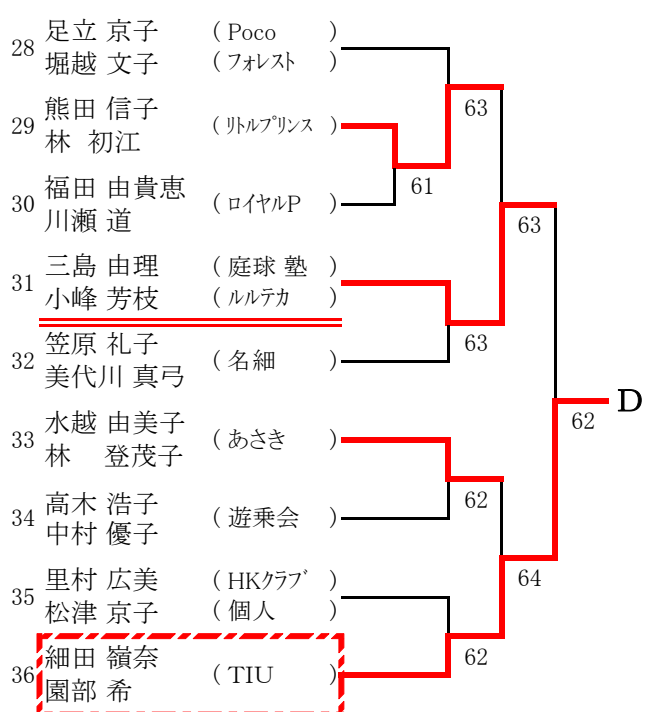 足立 京子 ( Poco )
28
堀越 文子 ( フォレスト )
63
熊田 信子
29 ( リトルプリンス )
林 初江
61
福田 由貴恵
30 ( ロイヤルP )
川瀬 道
63
三島 由理 ( 庭球 塾 )
31
小峰 芳枝 ( ルルテカ )
63
笠原 礼子
32 ( 名細 )
美代川 真弓
D
62
水越 由美子
33 ( あさき )
林 登茂子
62
高木 浩子
34 ( 遊乗会 )
中村 優子
64
里村 広美 ( HKクラブ )
35
松津 京子 ( 個人 )
62
細田 嶺奈
36 ( TIU )
園部 希